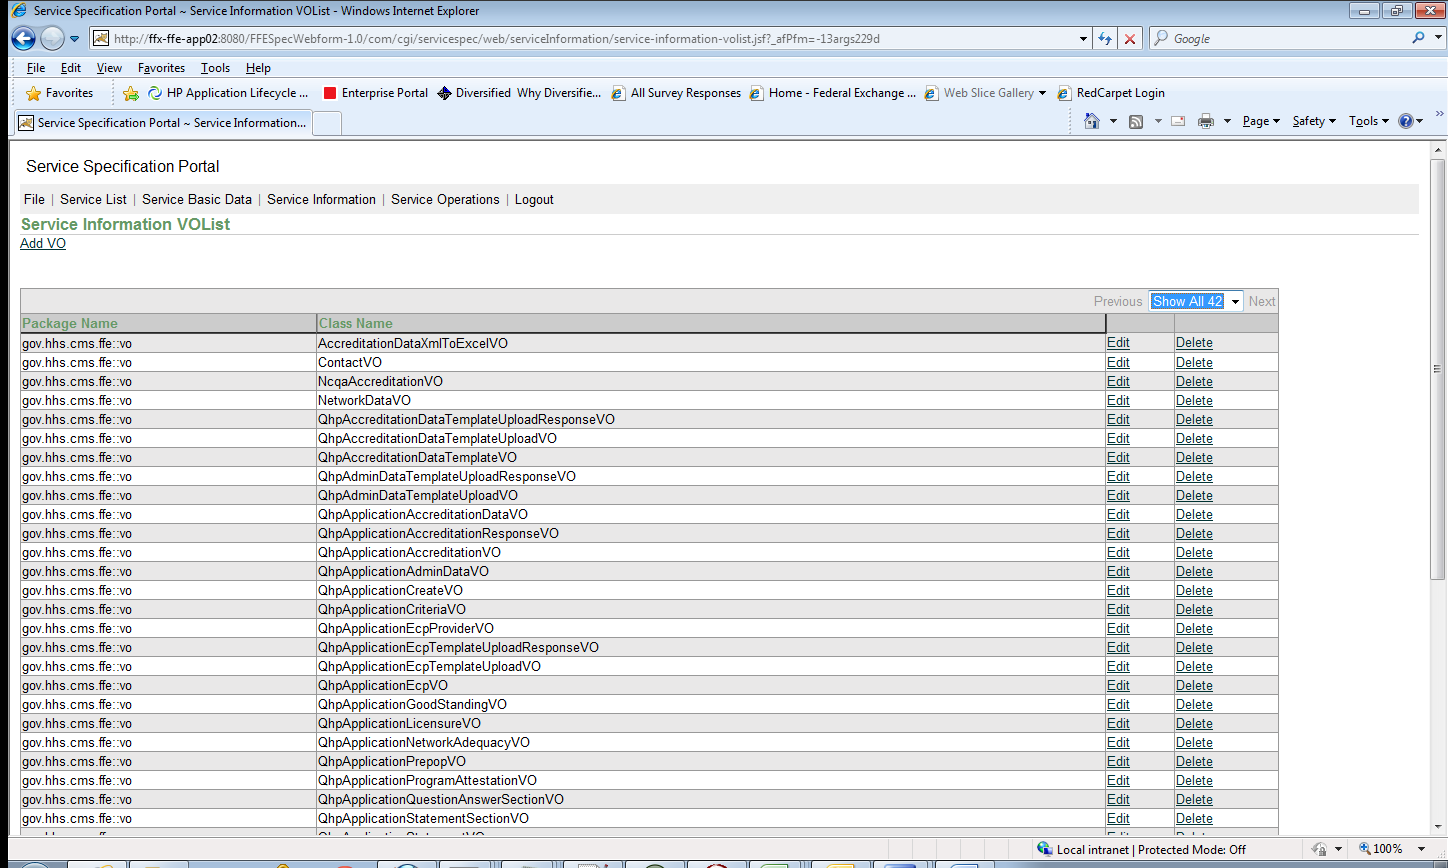 Service Specification Portal ~ Service Information VOList - Windows Internet Explorer
http://ffx-ffe-app02:8080/FFESpecWebform-1.0/com/cgi/servicespec/web/serviceInformation/service-information-volist.jsf?_afPfm=-13args229d
Google
File Edit View Favorites Tools Help
Favorites HP Application Lifecycle ... Enterprise Portal Diversified Why Diversifie... All Survey Responses Home - Federal Exchange ... Web Slice Gallery RedCarpet Login
Service Specification Portal ~ Service Information... Page Safety Tools »
Service Specification Portal
File | Service List | Service Basic Data | Service Information | Service Operations | Logout
Service Information VOList
Add VO
Previous Show All 42 Next
Package Name Class Name
gov.hhs.cms.ffe::vo AccreditationDataXmlToExcelVO Edit Delete
gov.hhs.cms.ffe::vo ContactVO Edit Delete
gov.hhs.cms.ffe::vo NcqaAccreditationVO Edit Delete
gov.hhs.cms.ffe::vo NetworkDataVO Edit Delete
gov.hhs.cms.ffe::vo QhpAccreditationDataTemplateUploadResponseVO Edit Delete
gov.hhs.cms.ffe::vo QhpAccreditationDataTemplateUploadVO Edit Delete
gov.hhs.cms.ffe::vo QhpAccreditationDataTemplateVO Edit Delete
gov.hhs.cms.ffe::vo QhpAdminDataTemplateUploadResponseVO Edit Delete
gov.hhs.cms.ffe::vo QhpAdminDataTemplateUploadVO Edit Delete
gov.hhs.cms.ffe::vo QhpApplicationAccreditationDataVO Edit Delete
gov.hhs.cms.ffe::vo QhpApplicationAccreditationResponseVO Edit Delete
gov.hhs.cms.ffe::vo QhpApplicationAccreditationVO Edit Delete
gov.hhs.cms.ffe::vo QhpApplicationAdminDataVO Edit Delete
gov.hhs.cms.ffe::vo QhpApplicationCreateVO Edit Delete
gov.hhs.cms.ffe::vo QhpApplicationCriteriaVO Edit Delete
gov.hhs.cms.ffe::vo QhpApplicationEcpProviderVO Edit Delete
gov.hhs.cms.ffe::vo QhpApplicationEcpTemplateUploadResponseVO Edit Delete
gov.hhs.cms.ffe::vo QhpApplicationEcpTemplateUploadVO Edit Delete
gov.hhs.cms.ffe::vo QhpApplicationEcpVO Edit Delete
gov.hhs.cms.ffe::vo QhpApplicationGoodStandingVO Edit Delete
gov.hhs.cms.ffe::vo QhpApplicationLicensureVO Edit Delete
gov.hhs.cms.ffe::vo QhpApplicationNetworkAdequacyVO Edit Delete
gov.hhs.cms.ffe::vo QhpApplicationPrepopVO Edit Delete
gov.hhs.cms.ffe::vo QhpApplicationProgramAttestationVO Edit Delete
gov.hhs.cms.ffe::vo QhpApplicationQuestionAnswerSectionVO Edit Delete
gov.hhs.cms.ffe::vo QhpApplicationStatementSectionVO Edit Delete
Local intranet | Protected Mode: Off 100%